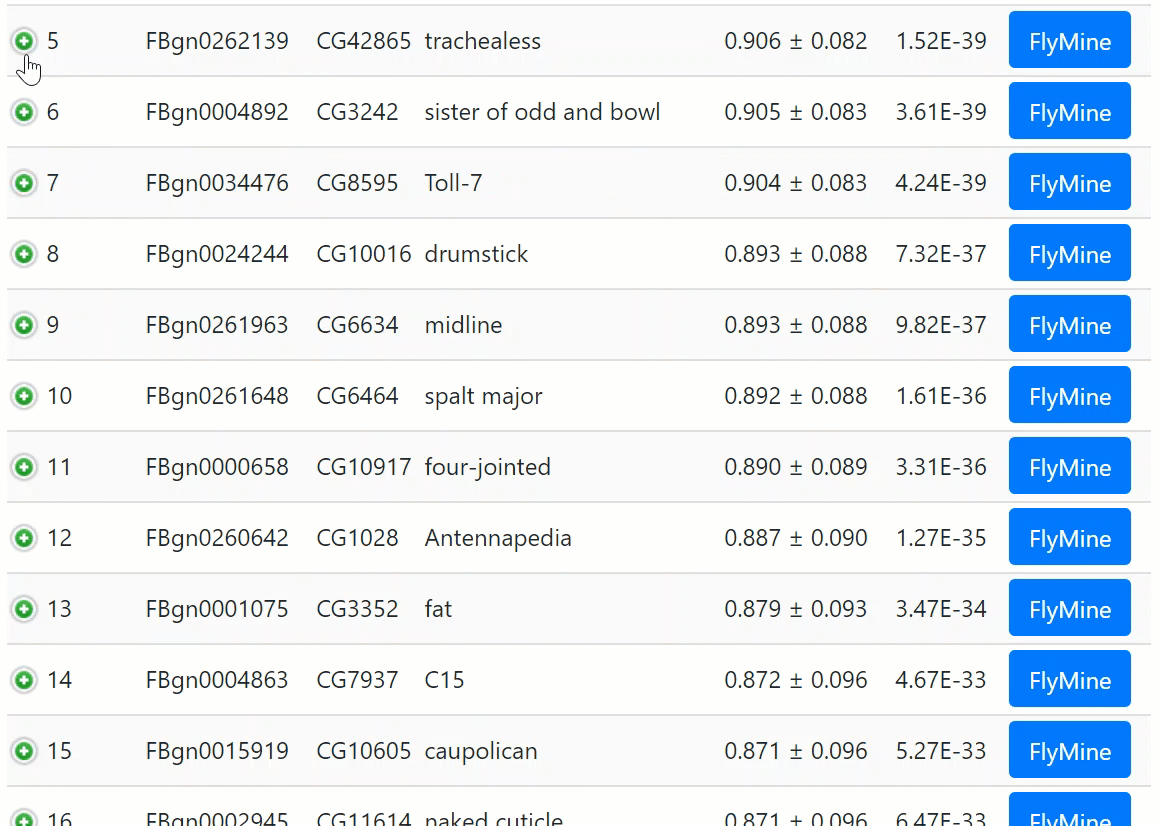 5 FBgn0262139 CG42865 trachealess 0.906 ± 0.082 1.52E-39 FlyMine
6 FBgn0004892 CG3242 sister of odd and bowl 0.905 ± 0.083 3.61E-39 FlyMine
7 FBgn0034476 CG8595 Toll-7 0.904 ± 0.083 4.24E-39 FlyMine
8 FBgn0024244 CG10016 drumstick 0.893 ± 0.088 7.32E-37 FlyMine
9 FBgn0261963 CG6634 midline 0.893 ± 0.088 9.82E-37 FlyMine
10 FBgn0261648 CG6464 spalt major 0.892 ± 0.088 1.61E-36 FlyMine
11 FBgn0000658 CG10917 four-jointed 0.890 ± 0.089 3.31E-36 FlyMine
12 FBgn0260642 CG1028 Antennapedia 0.887 ± 0.090 1.27E-35 FlyMine
13 FBgn0001075 CG3352 fat 0.879 ± 0.093 3.47E-34 FlyMine
14 FBgn0004863 CG7937 C15 0.872 ± 0.096 4.67E-33 FlyMine
15 FBgn0015919 CG10605 caupolican 0.871 ± 0.096 5.27E-33 FlyMine
16 FBgn0002945 CG11614 naked cuticle 0.871 ± 0.096 6.47E-33 FlyMine